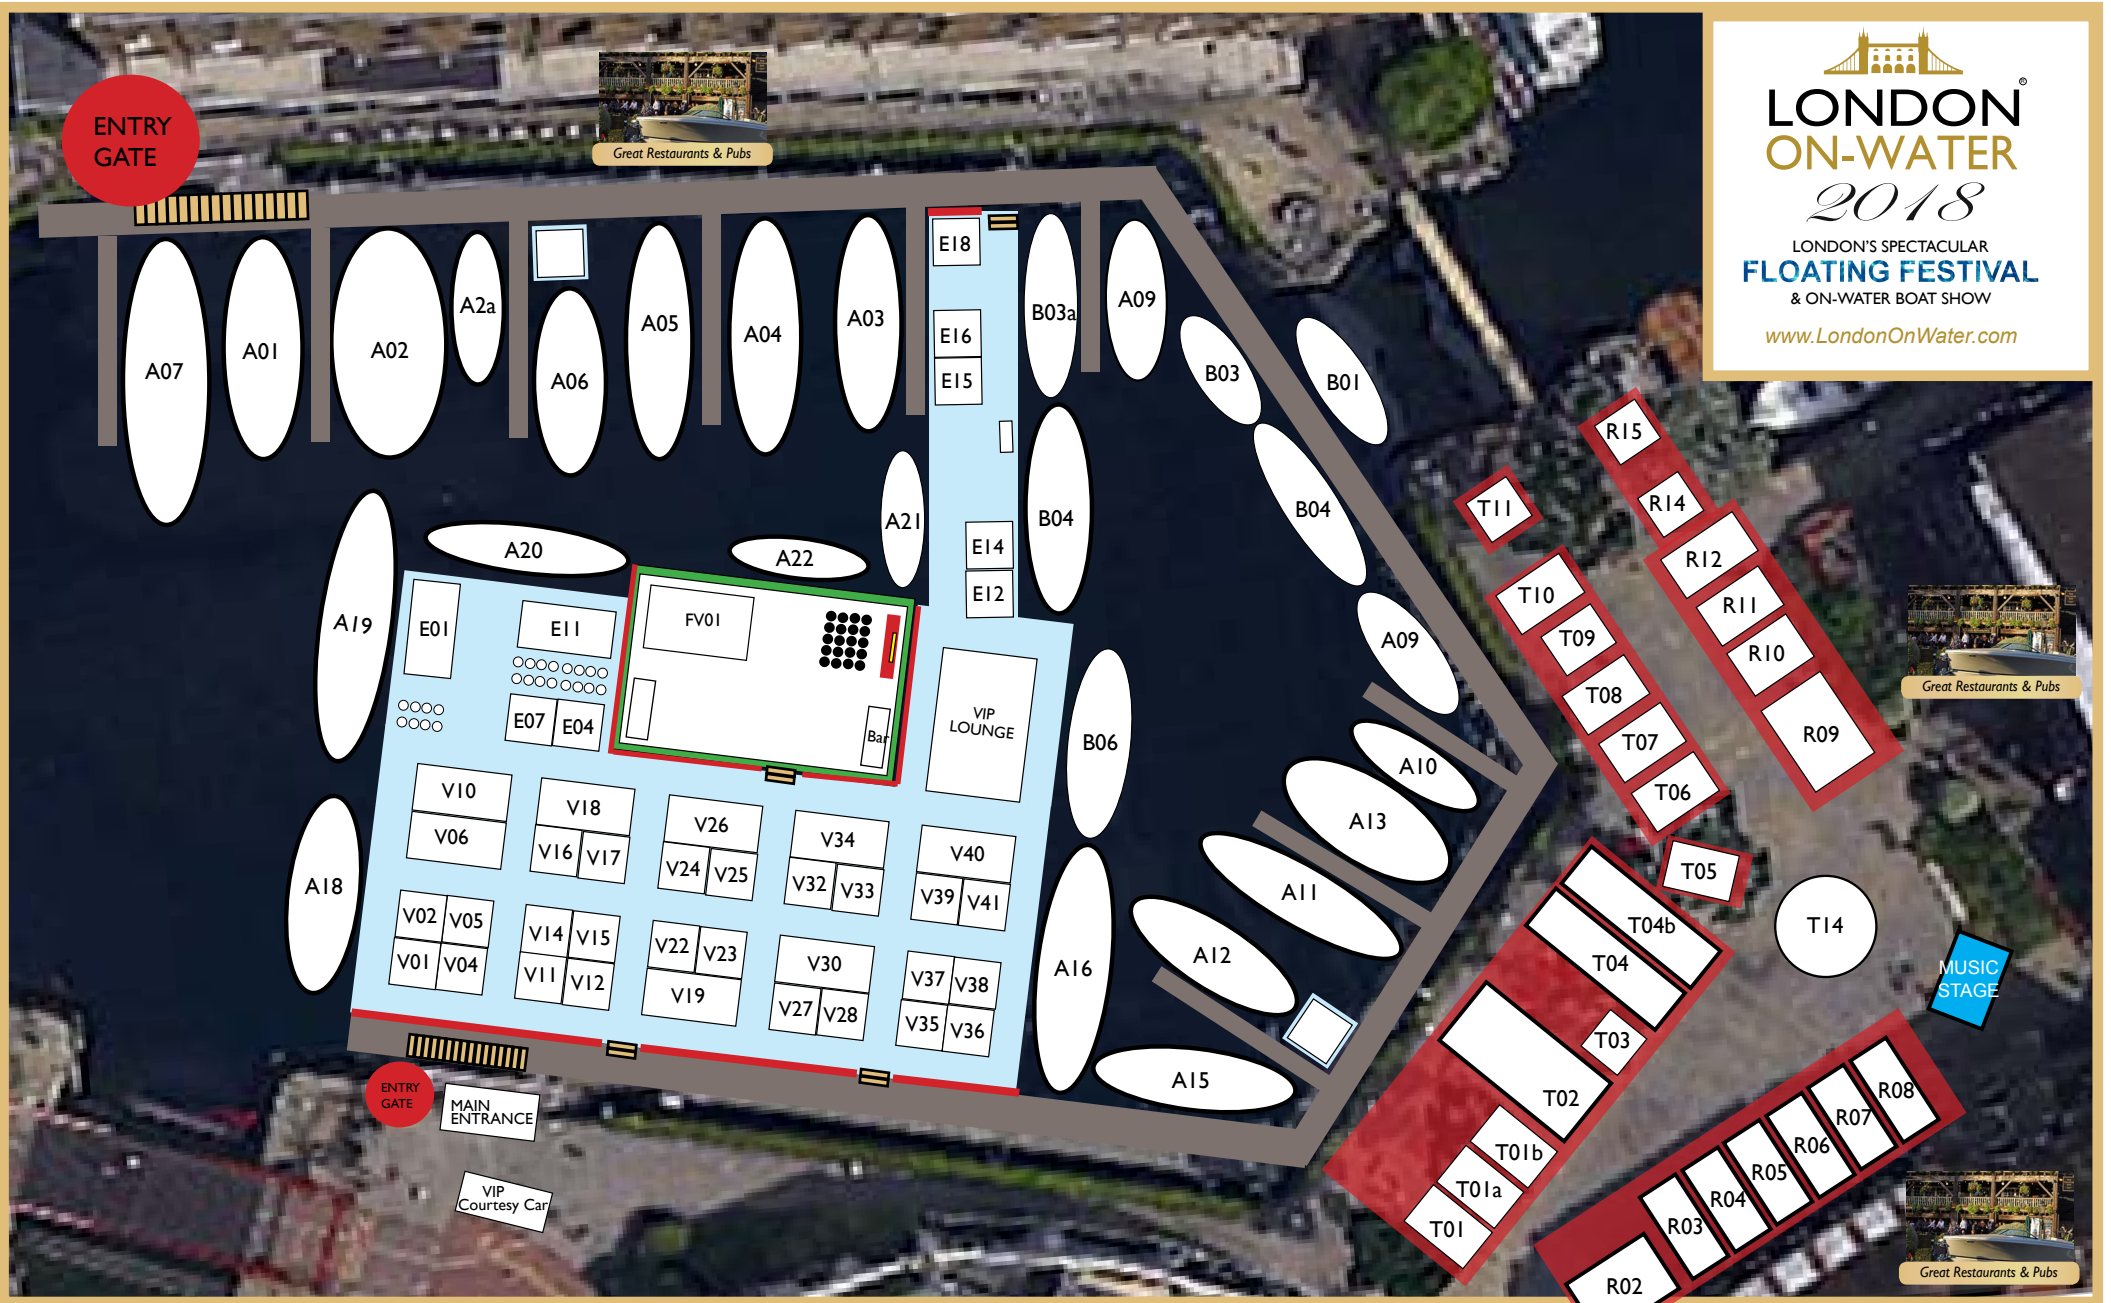 ENTRY
GATE
Great Restaurants & Pubs
LONDON®
ON-WATER
2018
LONDON'S SPECTACULAR
FLOATING FESTIVAL
& ON-WATER BOAT SHOW
www.LondonOnWater.com
A07
A01
A02
A2a
A06
A05
A04
A03
E18
E16
E15
B03a
A09
B03
B01
A21
E14
E12
B04
B04
A09
A19
A20
A22
E01
E11
E07
E04
FV01
Bar
VIP
LOUNGE
B06
A10
A13
A11
A12
A16
A15
A18
V10
V06
V18
V16
V17
V26
V24
V25
V34
V32
V33
V40
V39
V41
V02
V05
V01
V04
V14
V15
V11
V12
V22
V23
V19
V30
V27
V28
V37
V38
V35
V36
ENTRY
GATE
MAIN
ENTRANCE
VIP
Courtesy Car
R15
R14
T11
R12
R11
R10
R09
T10
T09
T08
T07
T06
T05
T14
Great Restaurants & Pubs
MUSIC
STAGE
T04b
T04
T03
T02
T01b
T01a
T01
R08
R07
R06
R05
R04
R03
R02
Great Restaurants & Pubs